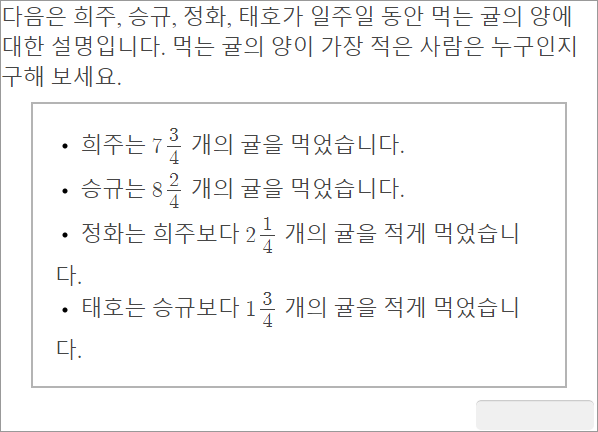 다음은 희주, 승규, 정화, 태호가 일주일 동안 먹는 귤의 양에
대한 설명입니다. 먹는 귤의 양이 가장 적은 사람은 누구인지
구해 보세요.
• 희주는 7 3/4 개의 귤을 먹었습니다.
• 승규는 8 2/4 개의 귤을 먹었습니다.
• 정화는 희주보다 2 1/4 개의 귤을 적게 먹었습니
다.
• 태호는 승규보다 1 3/4 개의 귤을 적게 먹었습니
다.